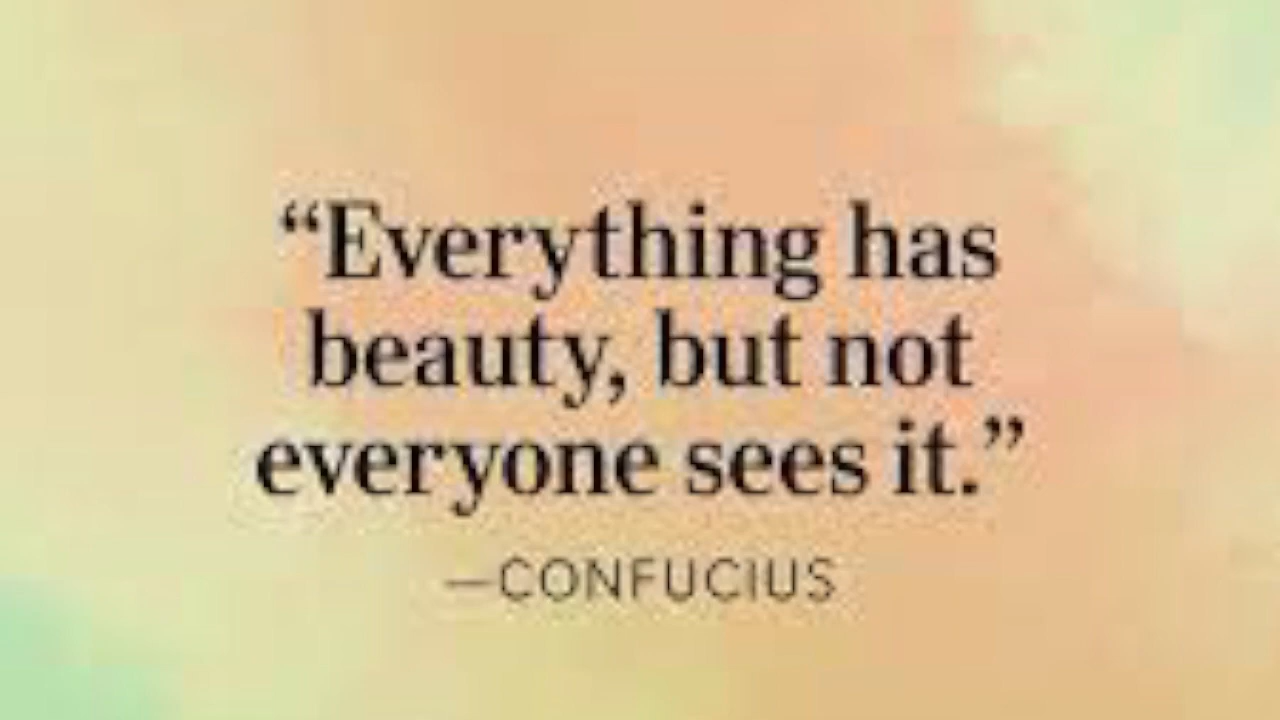 “Everything has
beauty, but not
everyone sees it.”
—CONFUCIUS